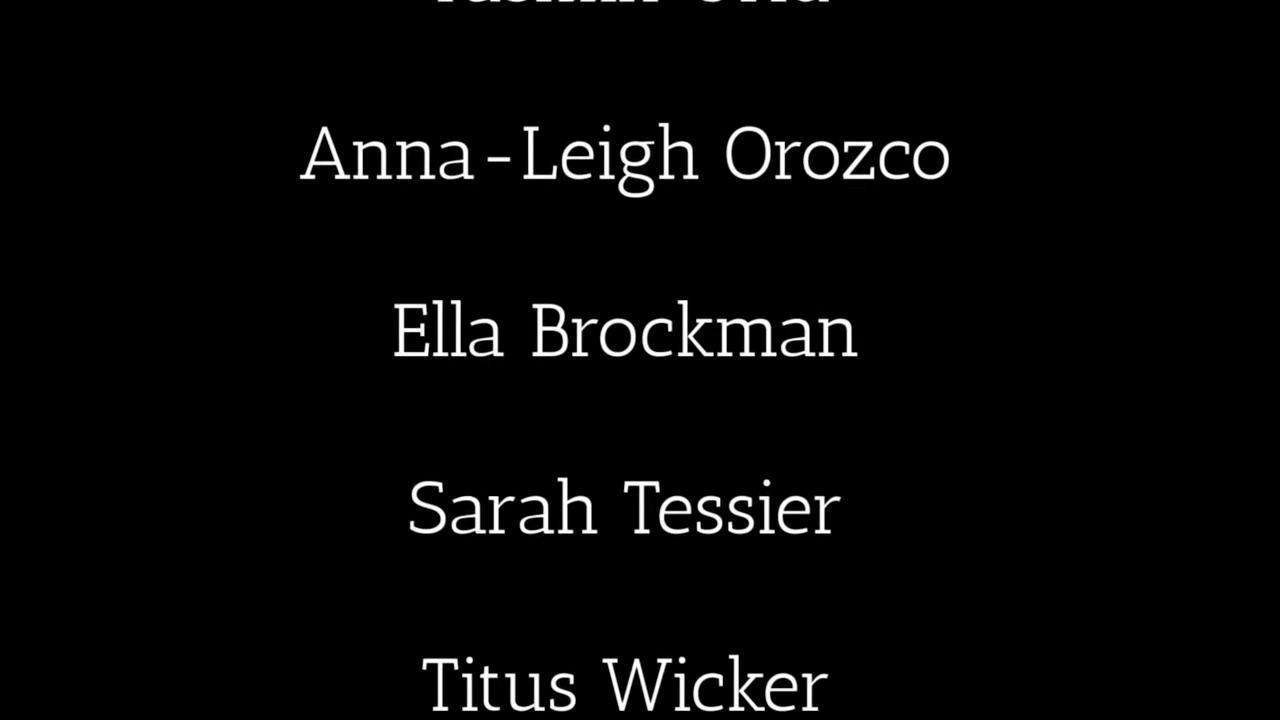 Anna-Leigh Orozco
Ella Brockman
Sarah Tessier
Titus Wicker